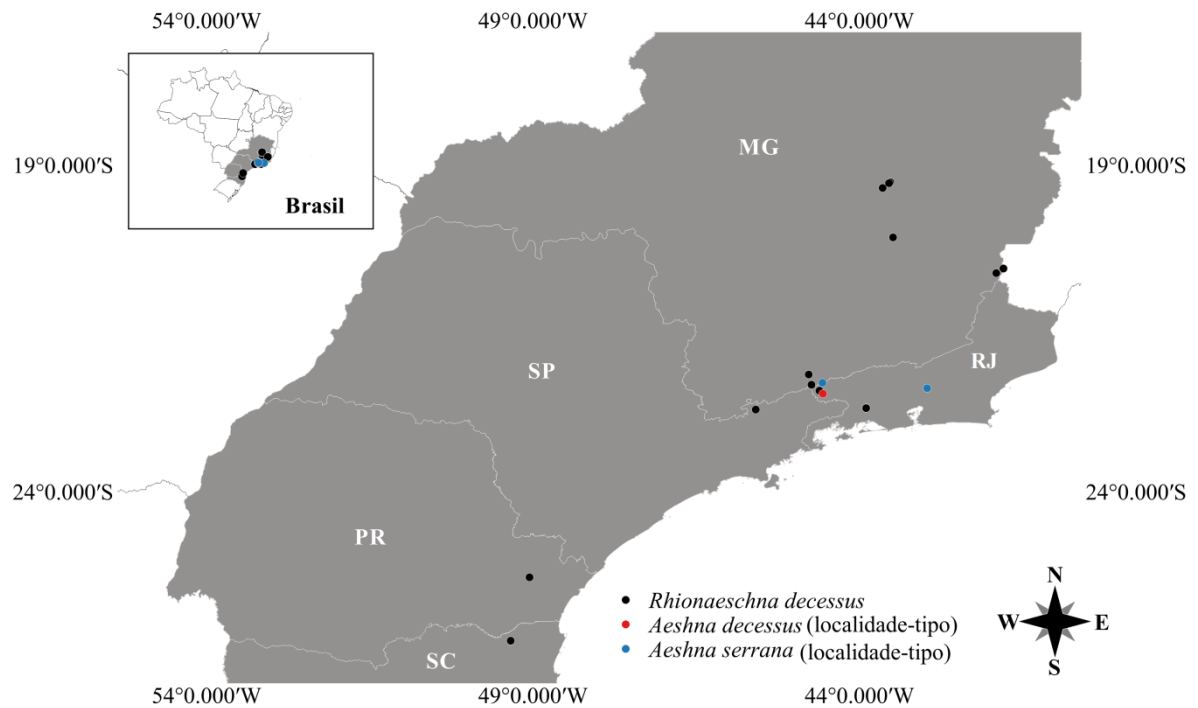 54°0.000′W 49°0.000′W 44°0.000′W
Brasil
19°0.000′S 19°0.000′S
MG
RJ
SP
24°0.000′S 24°0.000′S
PR
SC
Rhionaeschna decessus
Aeshna decessus (localidade-tipo)
Aeshna serrana (localidade-tipo)
N
W E
S
54°0.000′W 49°0.000′W 44°0.000′W